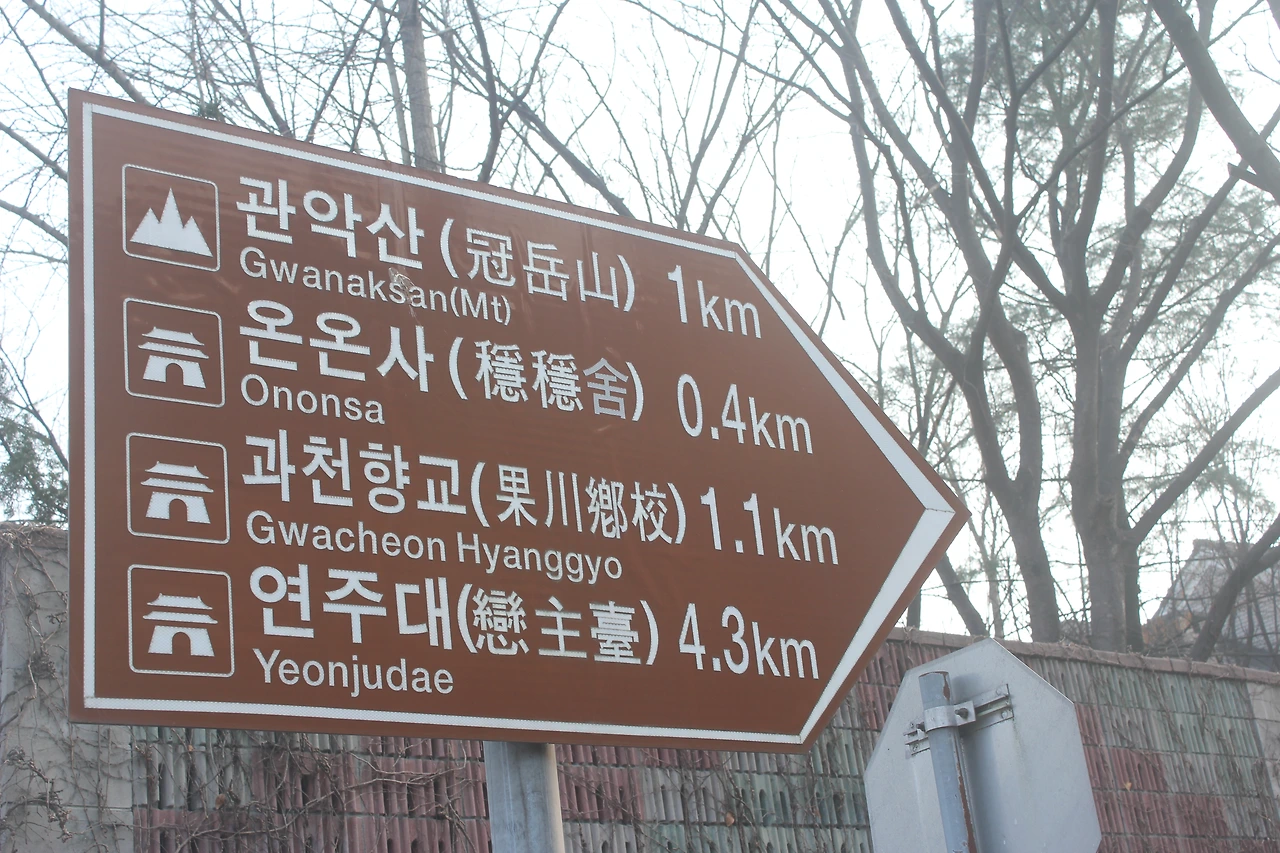 관악산(冠岳山) 1km
Gwanaksan(Mt)
온온사(穩穩舍) 0.4km
Ononsa
과천향교(果川鄕校) 1.1km
Gwacheon Hyanggyo
연주대(戀主臺) 4.3km
Yeonjudae